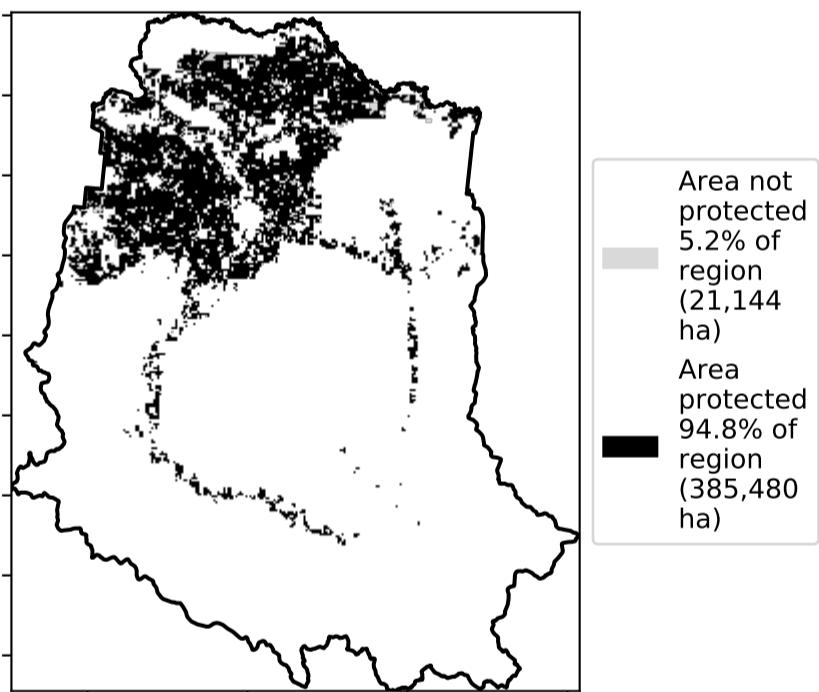 Area not
protected
5.2% of
region
(21,144
ha)
Area
protected
94.8% of
region
(385,480
ha)